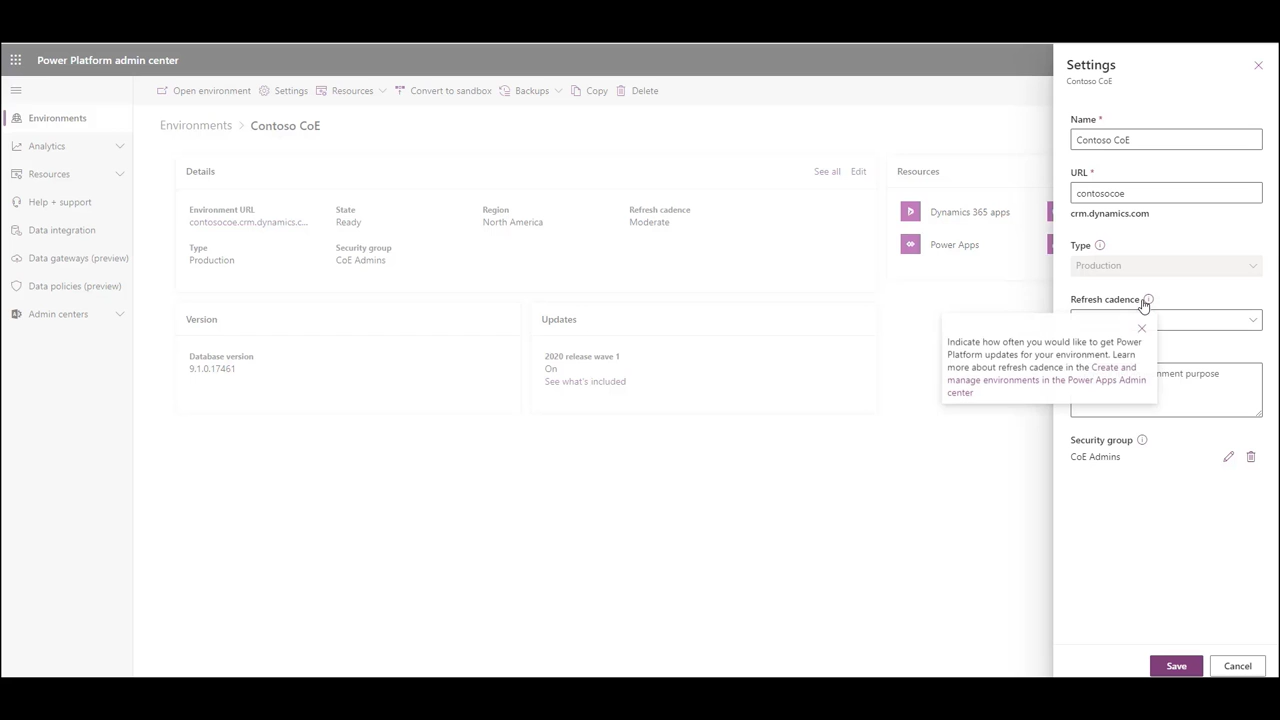 Power Platform admin center
Open environment
Settings
Resources
Convert to sandbox
Backups
Copy
Delete
Environments
Analytics
Resources
Help + support
Data integration
Data gateways (preview)
Data policies (preview)
Admin centers
Environments > Contoso CoE
Details
See all
Edit
Environment URL
contosocoe.crm.dynamics.c...
State
Ready
Region
North America
Refresh cadence
Moderate
Type
Production
Security group
CoE Admins
Resources
Dynamics 365 apps
Power Apps
Version
Database version
9.1.0.17461
Updates
2020 release wave 1
On
See what's included
Settings
Contoso CoE
Name *
Contoso CoE
URL *
contosocoe
crm.dynamics.com
Type
Production
Refresh cadence
Indicate how often you would like to get Power
Platform updates for your environment. Learn
more about refresh cadence in the Create and
manage environments in the Power Apps Admin
center
purpose
Security group
CoE Admins
Save
Cancel